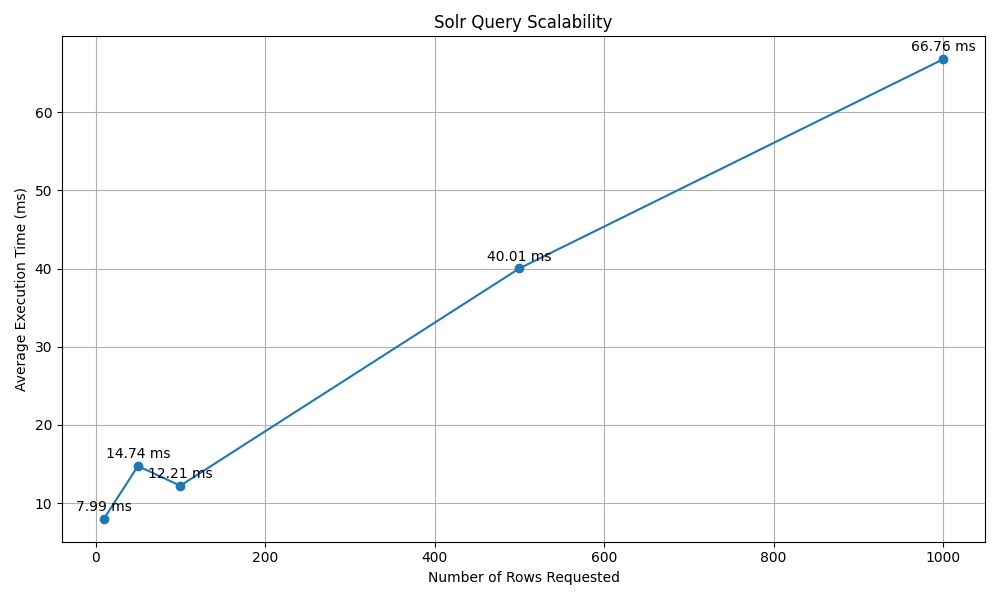 Solr Query Scalability
66.76 ms
40.01 ms
14.74 ms
12.21 ms
7.99 ms
60
50
40
30
20
10
Average Execution Time (ms)
0 200 400 600 800 1000
Number of Rows Requested